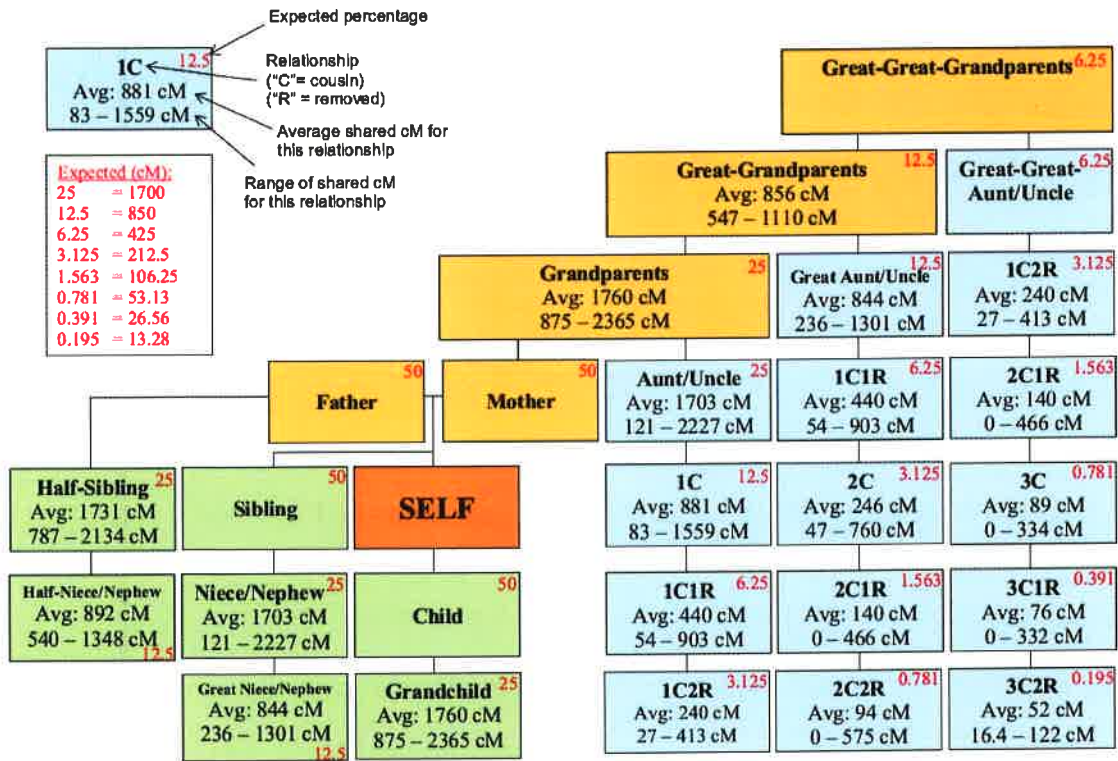 Expected percentage
1C 12.5
Avg: 881 cM
83 – 1559 cM
Relationship
("C"= cousin)
("R" = removed)
Average shared cM for
this relationship
Range of shared cM
for this relationship
Expected (cM):
25 = 1700
12.5 = 850
6.25 = 425
3.125 = 212.5
1.563 = 106.25
0.781 = 53.13
0.391 = 26.56
0.195 = 13.28
Great-Great-Grandparents 6.25
Great-Grandparents 12.5
Avg: 856 cM
547 – 1110 cM
Great-Great-
Aunt/Uncle
6.25
Grandparents 25
Avg: 1760 cM
875 – 2365 cM
Great Aunt/Uncle 12.5
Avg: 844 cM
236 – 1301 cM
1C2R 3.125
Avg: 240 cM
27 – 413 cM
Father 50
Mother 50
Aunt/Uncle 25
Avg: 1703 cM
121 – 2227 cM
1C1R 6.25
Avg: 440 cM
54 – 903 cM
2C1R 1.563
Avg: 140 cM
0 – 466 cM
Half-Sibling 25
Avg: 1731 cM
787 – 2134 cM
Sibling 50
SELF
1C 12.5
Avg: 881 cM
83 – 1559 cM
2C 3.125
Avg: 246 cM
47 – 760 cM
3C 0.781
Avg: 89 cM
0 – 334 cM
Half-Niece/Nephew
Avg: 892 cM
540 – 1348 cM
12.5
Niece/Nephew 25
Avg: 1703 cM
121 – 2227 cM
Child 50
1C1R 6.25
Avg: 440 cM
54 – 903 cM
2C1R 1.563
Avg: 140 cM
0 – 466 cM
3C1R 0.391
Avg: 76 cM
0 – 332 cM
Great Niece/Nephew
Avg: 844 cM
236 – 1301 cM
12.5
Grandchild 25
Avg: 1760 cM
875 – 2365 cM
1C2R 3.125
Avg: 240 cM
27 – 413 cM
2C2R 0.781
Avg: 94 cM
0 – 575 cM
3C2R 0.195
Avg: 52 cM
16.4 – 122 cM